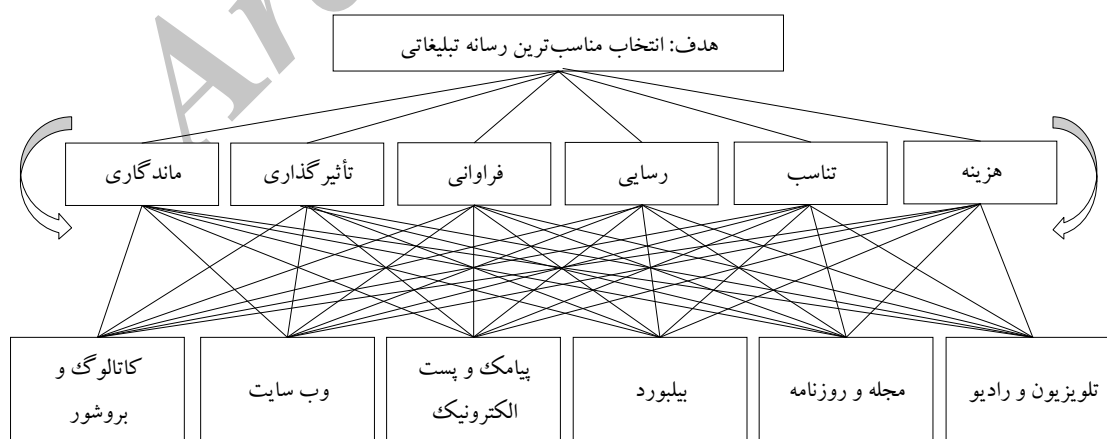 هدف: انتخاب مناسب‌ترین رسانه تبلیغاتی
هزینه
تناسب
رسایی
فراوانی
تأثیرگذاری
ماندگاری
تلویزیون و رادیو
مجله و روزنامه
بیلبورد
پیامک و پست
الکترونیک
وب سایت
کاتالوگ و
بروشور